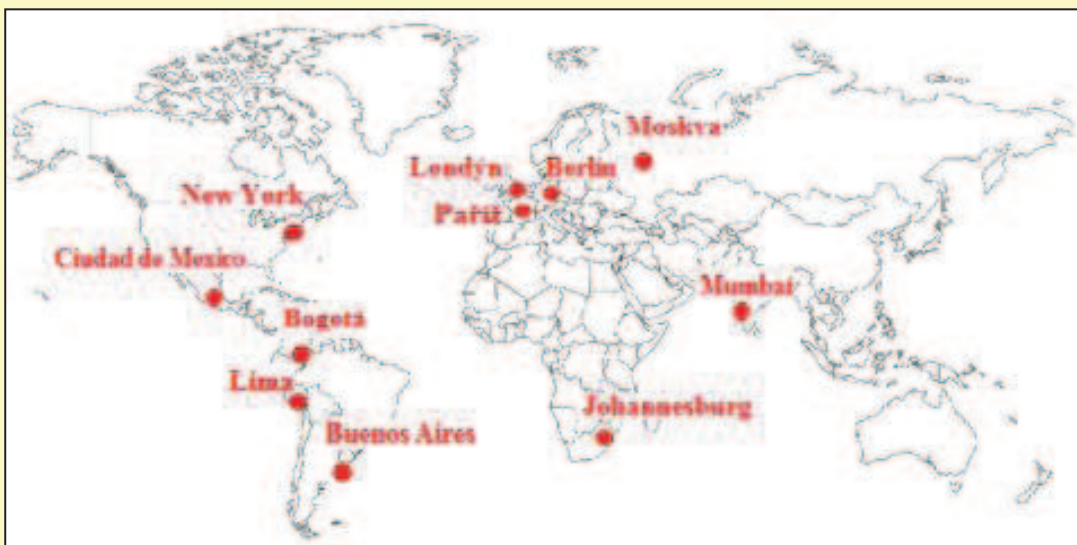 Moskva
Londýn
Berlín
Paříž
New York
Ciudad de Mexico
Mumbai
Bogotá
Lima
Johannesburg
Buenos Aires